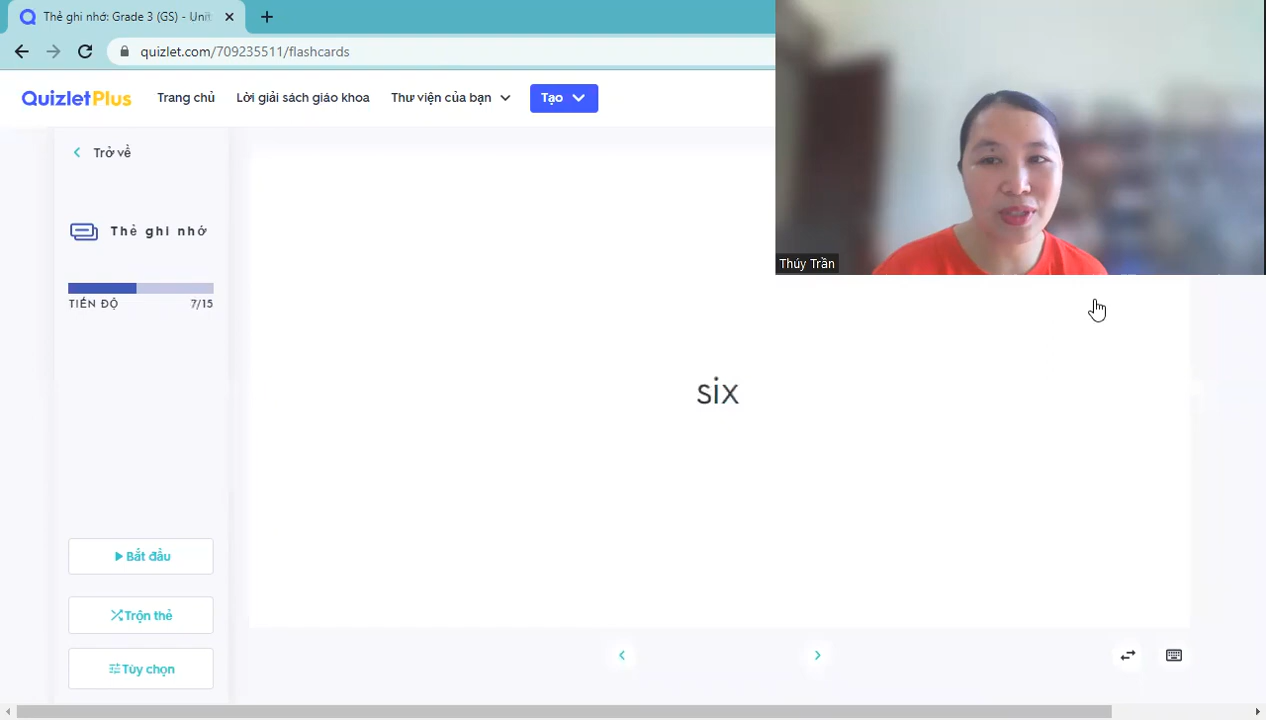 Thẻ ghi nhớ: Grade 3 (GS) - Unit
quizlet.com/709235511/flashcards
QuizletPlus
Trang chủ
Lời giải sách giáo khoa
Thư viện của bạn
Tạo
Trở về
Thẻ ghi nhớ
TIẾN ĐỘ
7/15
Thúy Trần
six
Bắt đầu
Trộn thẻ
Tùy chọn